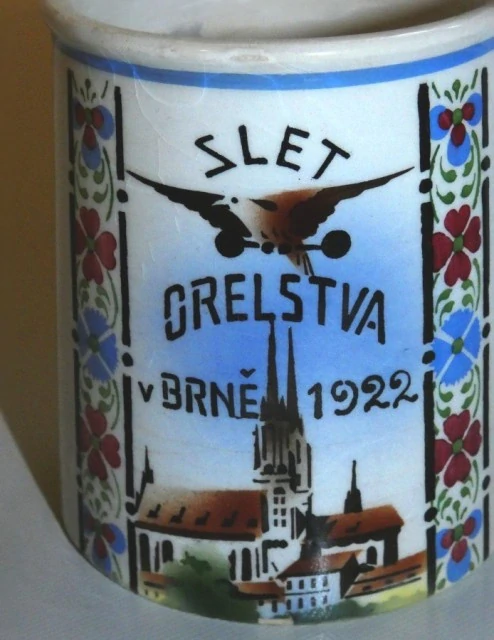 SLET
ORELSTVA
v BRNĚ 1922